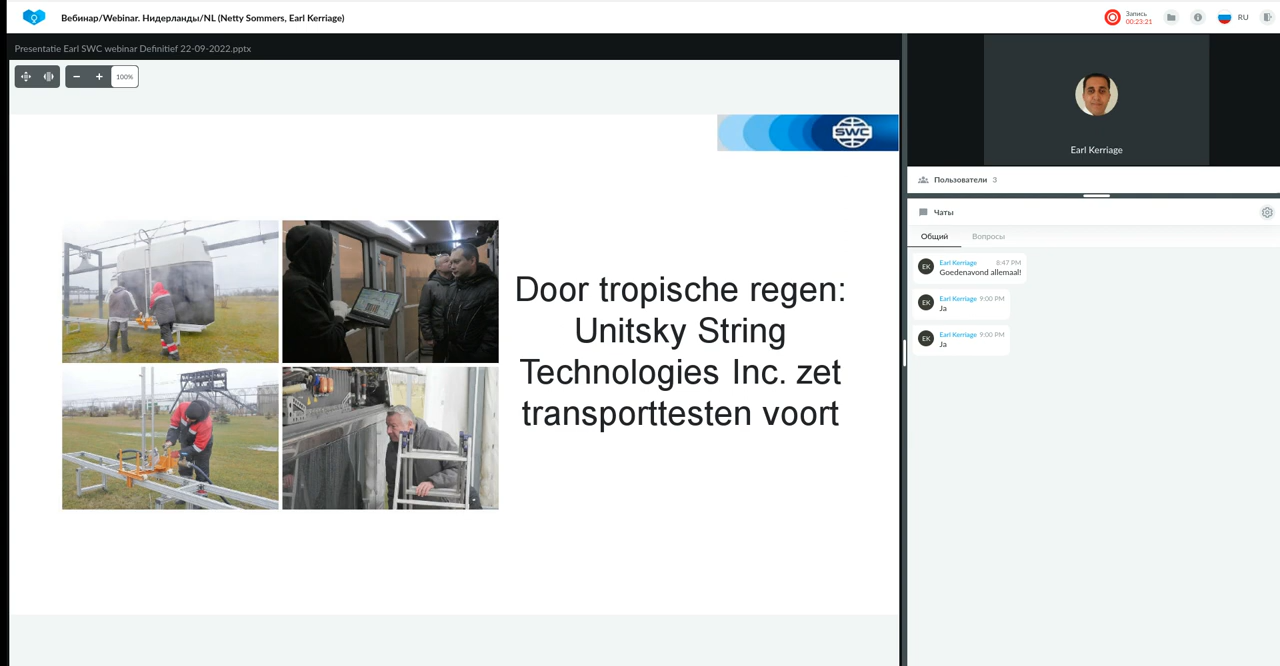 Вебинар/Webinar. Нидерланды/NL (Netty Sommers, Earl Kerriage)
Запись
00:23:21
RU
Presentatie Earl SWC webinar Definitief 22-09-2022.pptx
100%
SWC
Door tropische regen:
Unitsky String
Technologies Inc. zet
transporttesten voort
Earl Kerriage
Пользователи 3
Чаты
Общий Вопросы
EK Earl Kerriage 8:47 PM
Goedenavond allemaal!
EK Earl Kerriage 9:00 PM
Ja
EK Earl Kerriage 9:00 PM
Ja